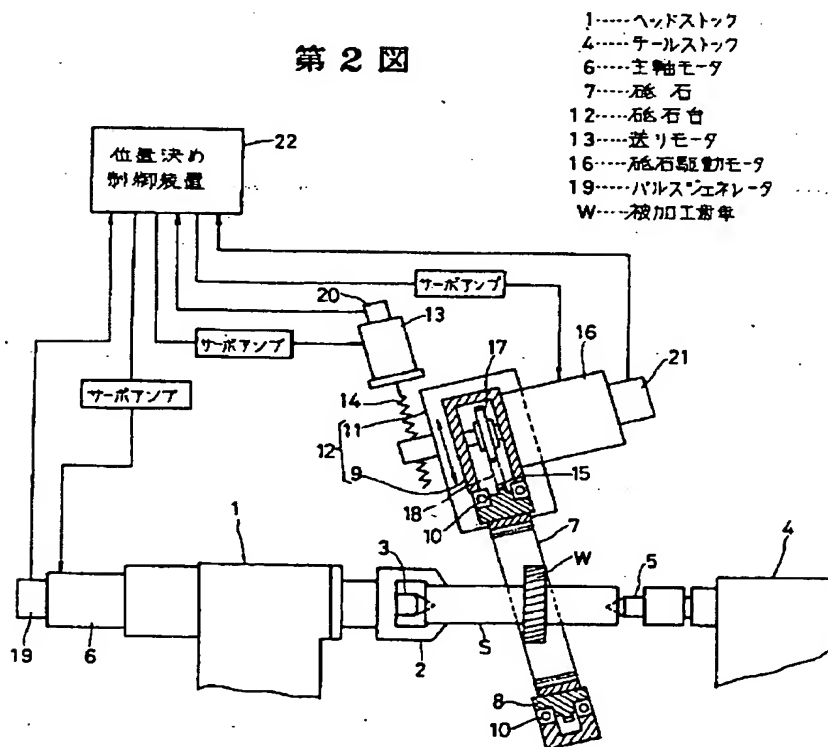 第2図
1-----ヘッドストック
4-----テールストック
6-----主軸モータ
7-----砥石
12-----砥石台
13-----送りモータ
16-----砥石駆動モータ
19-----パルスジェネレータ
W-----被加工歯車
位置決め
制御装置
22
サーボアンプ
20
13
サーボアンプ
16
17
21
サーボアンプ
14
11
12
9
15
18
10
7
1
W
4
3
5
19
6
2
S
8
10